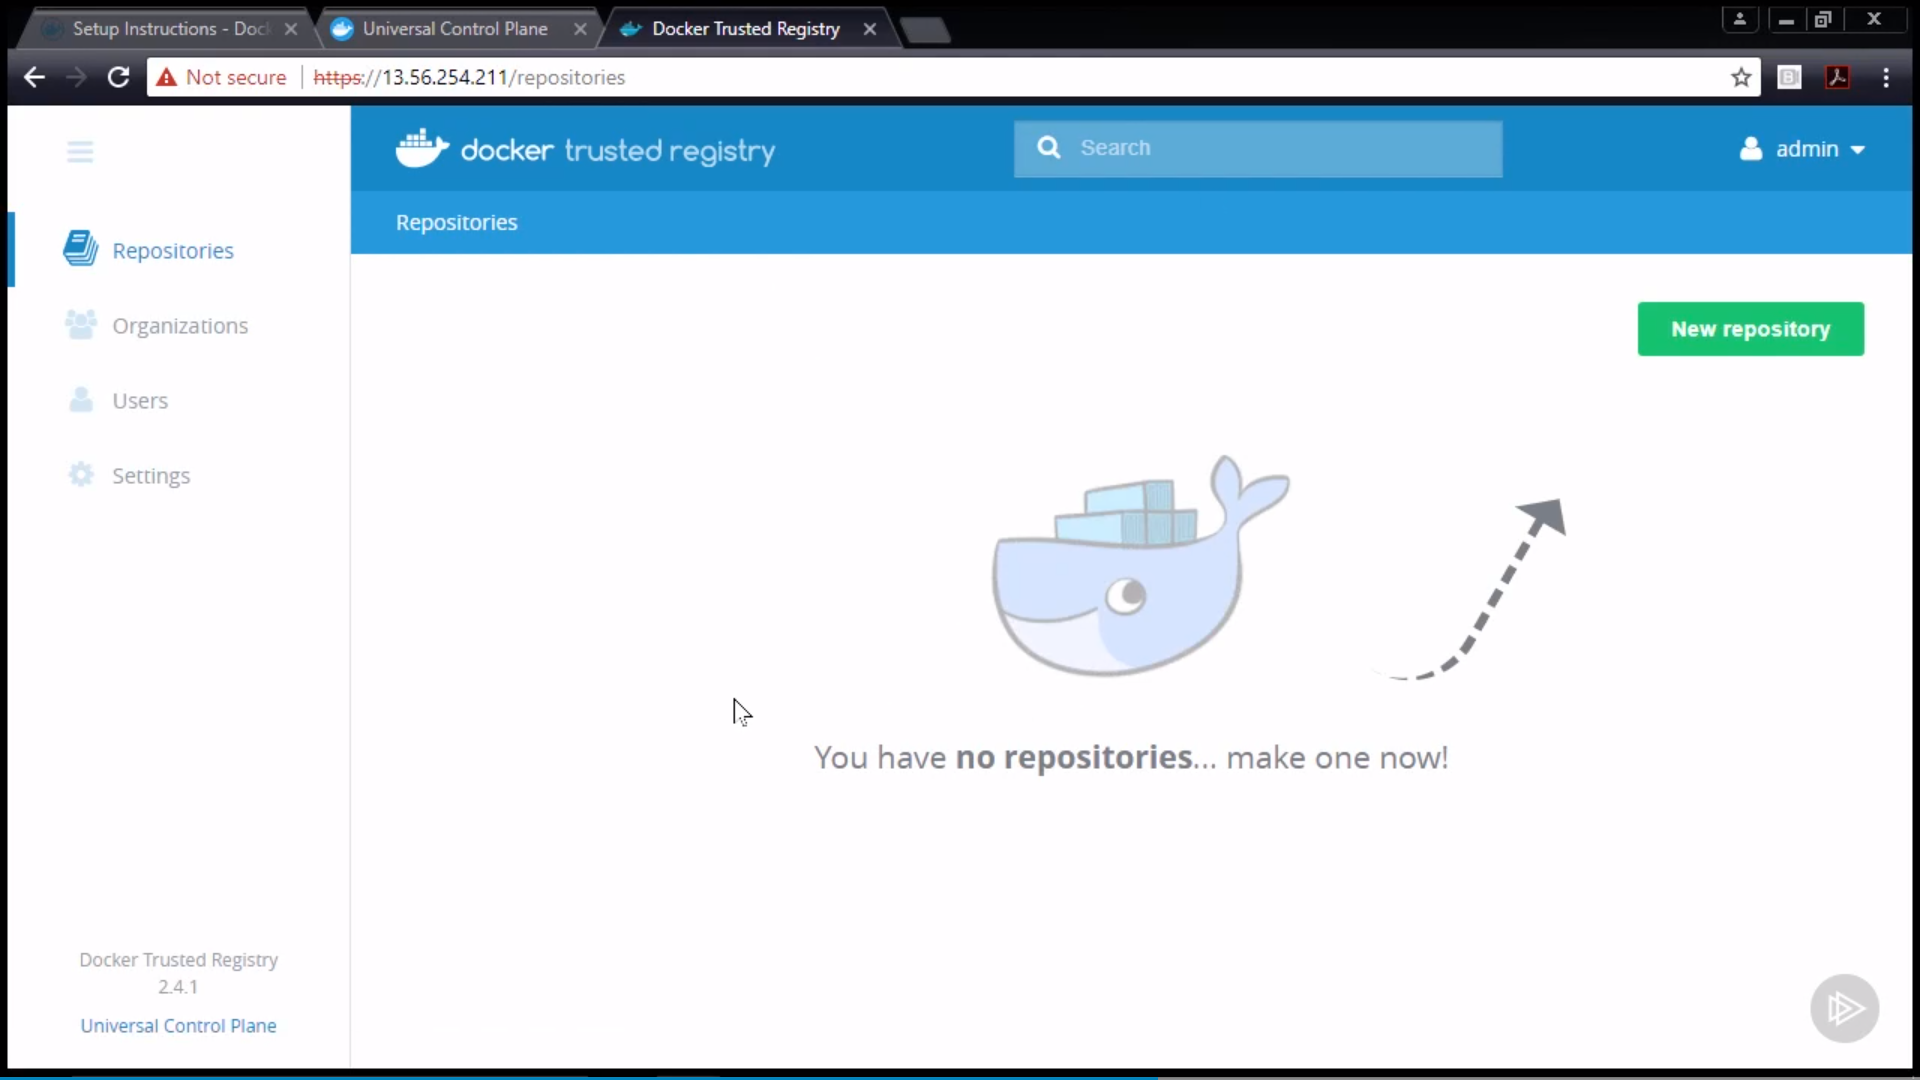 Setup Instructions - Doc
Universal Control Plane
Docker Trusted Registry
Not secure
https://13.56.254.211/repositories
docker trusted registry
Search
admin
Repositories
Repositories
Organizations
Users
Settings
New repository
You have no repositories... make one now!
Docker Trusted Registry
2.4.1
Universal Control Plane